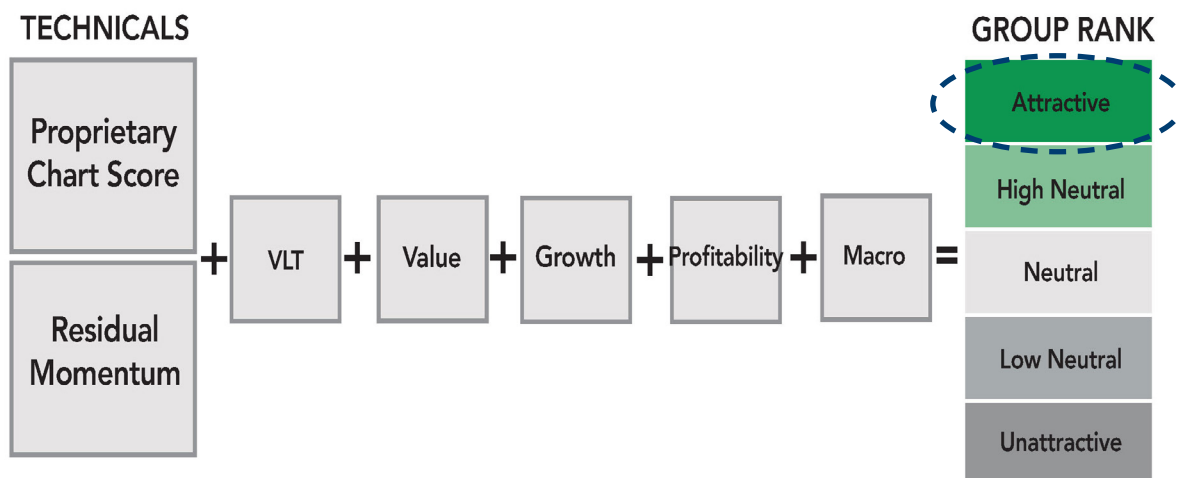 TECHNICALS
Proprietary
Chart Score
Residual
Momentum
+
VLT
+
Value
+
Growth
+
Profitability
+
Macro
=
GROUP RANK
Attractive
High Neutral
Neutral
Low Neutral
Unattractive